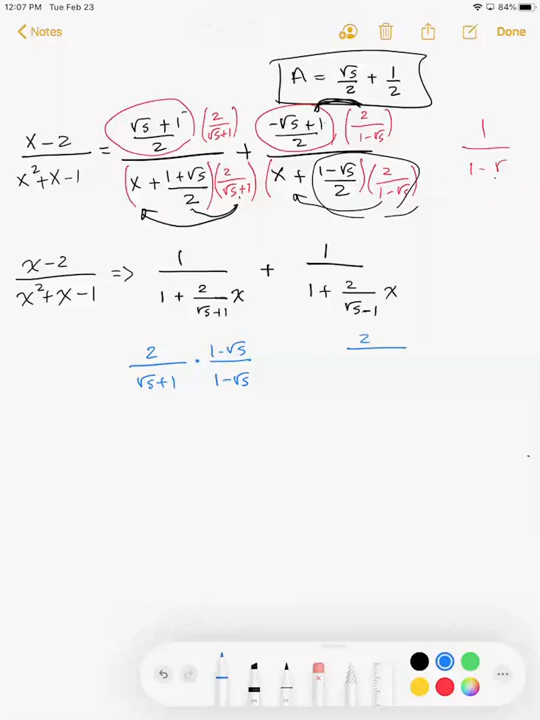 12:07 PM Tue Feb 23 84%
Notes Done
A = √5/2 + 1/2
(x-2)/(x²+x-1) = ((√5+1)/2)(2/(√5+1))/((x + (1+√5)/2)(2/(√5+1))) + ((-√5+1)/2)(2/(1-√5))/((x + (1-√5)/2)(2/(1-√5)))
1/(1-r)
(x-2)/(x²+x-1) => 1/(1 + 2/(√5+1) x) + 1/(1 + 2/(√5-1) x)
2/(√5+1) · (1-√5)/(1-√5) 2/